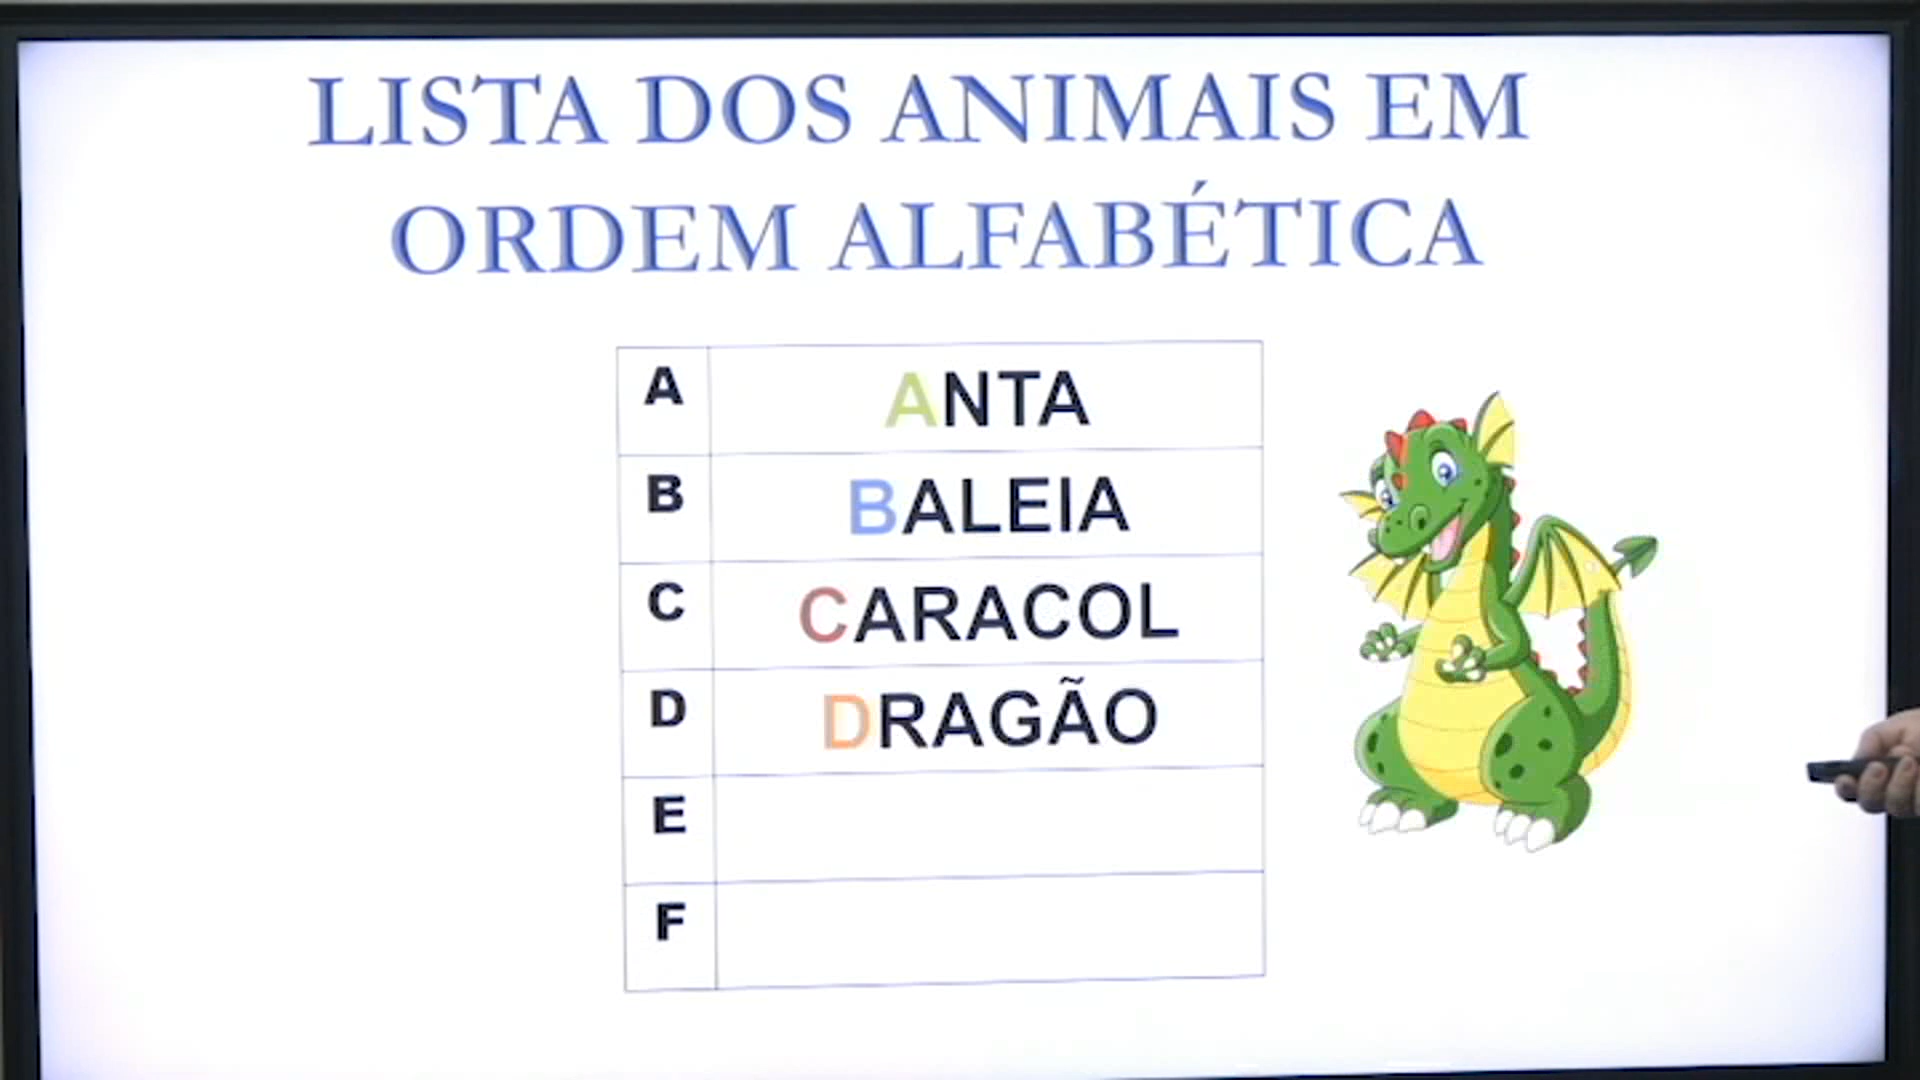 LISTA DOS ANIMAIS EM
ORDEM ALFABÉTICA
A ANTA
B BALEIA
C CARACOL
D DRAGÃO
E
F